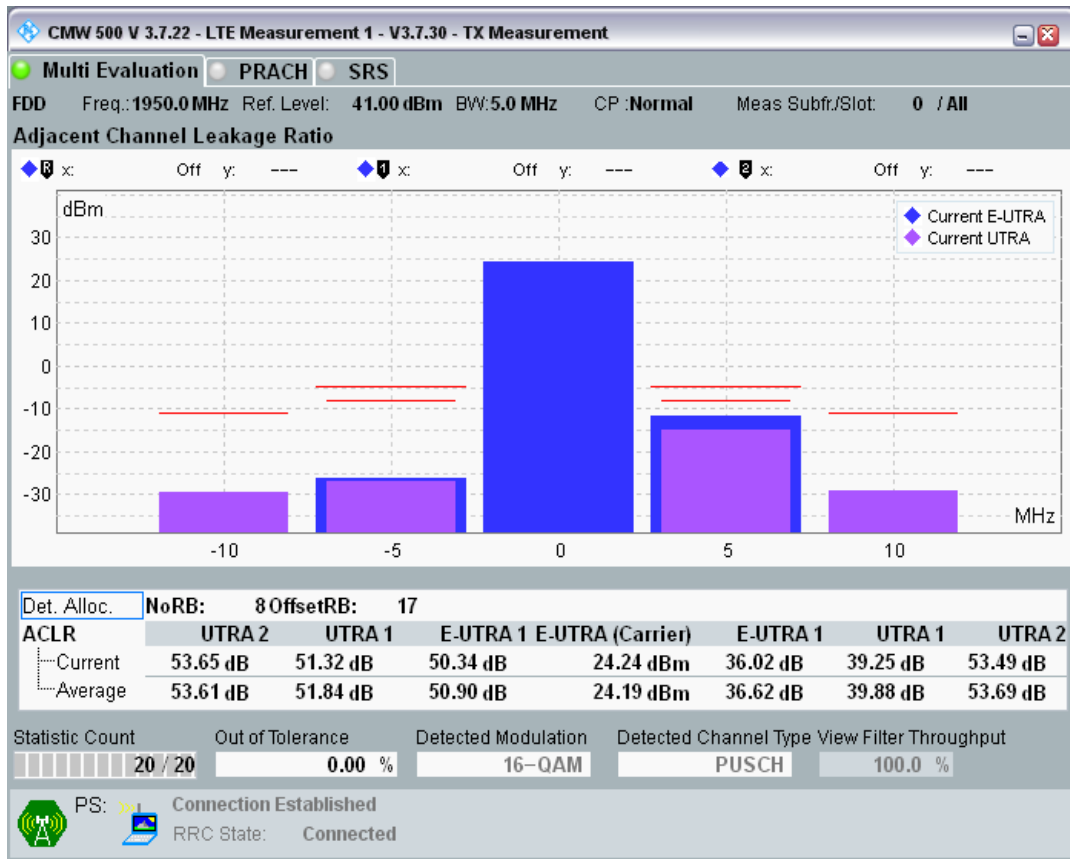 CMW 500 V 3.7.22 - LTE Measurement 1 - V3.7.30 - TX Measurement
Multi Evaluation PRACH SRS
FDD Freq.: 1950.0 MHz Ref. Level: 41.00 dBm BW: 5.0 MHz CP :Normal Meas Subfr./Slot: 0 / All
Adjacent Channel Leakage Ratio
R x: Off y: --- 1 x: Off y: --- 2 x: Off y: ---
dBm
Current E-UTRA
Current UTRA
30
20
10
0
-10
-20
-30
MHz
-10 -5 0 5 10
Det. Alloc. NoRB: 8 OffsetRB: 17
ACLR UTRA 2 UTRA 1 E-UTRA 1 E-UTRA (Carrier) E-UTRA 1 UTRA 1 UTRA 2
Current 53.65 dB 51.32 dB 50.34 dB 24.24 dBm 36.02 dB 39.25 dB 53.49 dB
Average 53.61 dB 51.84 dB 50.90 dB 24.19 dBm 36.62 dB 39.88 dB 53.69 dB
Statistic Count Out of Tolerance Detected Modulation Detected Channel Type View Filter Throughput
20 / 20 0.00 % 16-QAM PUSCH 100.0 %
PS: Connection Established
RRC State: Connected